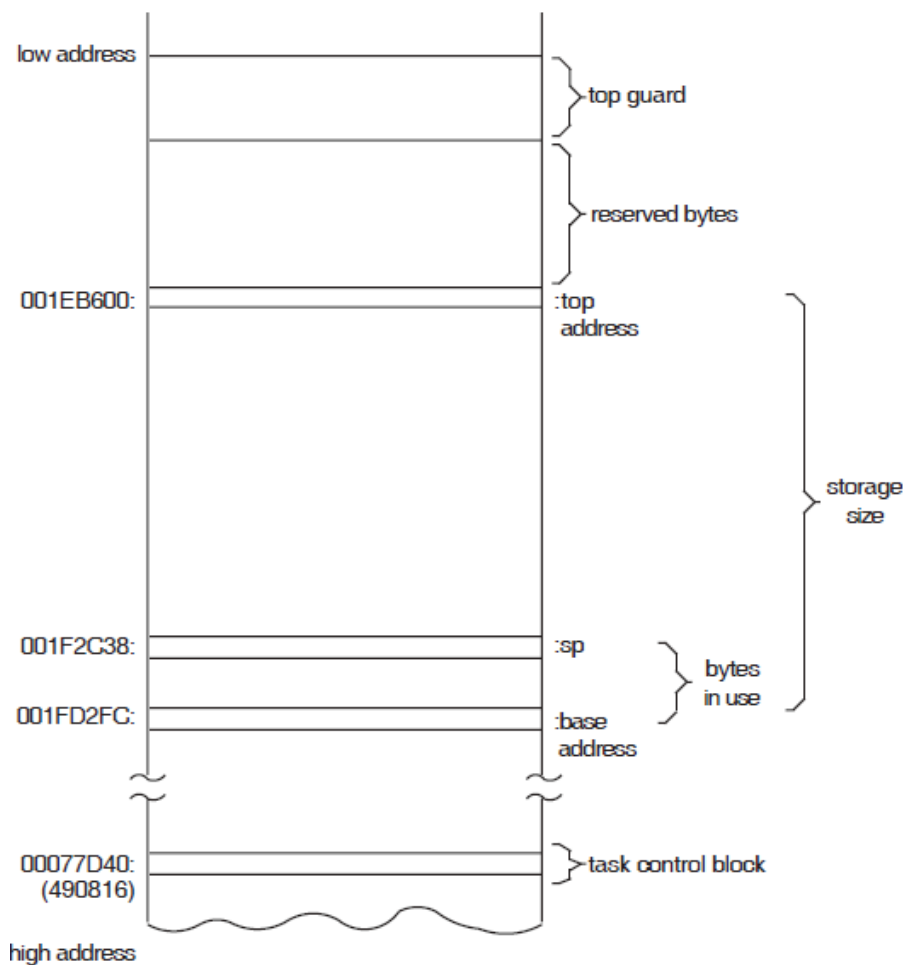 low address
top guard
reserved bytes
001EB600:
:top
address
storage
size
001F2C38:
:sp
bytes
in use
001FD2FC:
:base
address
00077D40:
(490816)
task control block
high address